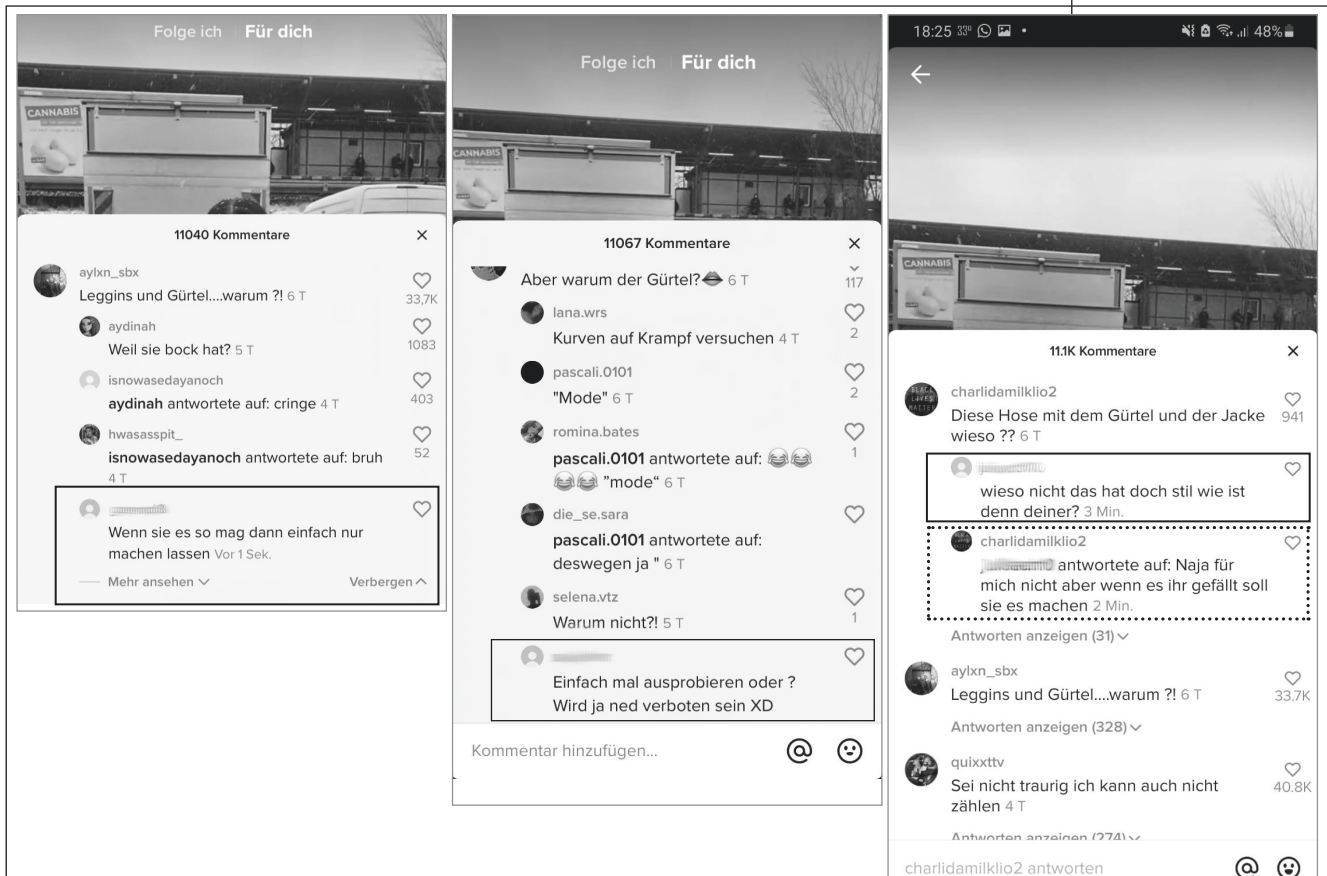 Folge ich Für dich
CANNABIS
11040 Kommentare
aylxn_sbx
Leggins und Gürtel....warum ?! 6 T
33,7K
aydinah
Weil sie bock hat? 5 T
1083
isnowasedayanoch
aydinah antwortete auf: cringe 4 T
403
hwasasspit_
isnowasedayanoch antwortete auf: bruh
4 T
52
Wenn sie es so mag dann einfach nur
machen lassen Vor 1 Sek.
Mehr ansehen
Verbergen
Folge ich Für dich
CANNABIS
11067 Kommentare
Aber warum der Gürtel? 6 T
117
lana.wrs
Kurven auf Krampf versuchen 4 T
2
pascali.0101
"Mode" 6 T
2
romina.bates
pascali.0101 antwortete auf: 😂😂
😂😂 "mode“ 6 T
1
die_se.sara
pascali.0101 antwortete auf:
deswegen ja " 6 T
selena.vtz
Warum nicht?! 5 T
1
Einfach mal ausprobieren oder ?
Wird ja ned verboten sein XD
Kommentar hinzufügen...
18:25 33° 48%
CANNABIS
11.1K Kommentare
BLACK
LIVES
MATTER
charlidamilklio2
Diese Hose mit dem Gürtel und der Jacke
wieso ?? 6 T
941
wieso nicht das hat doch stil wie ist
denn deiner? 3 Min.
charlidamilklio2
antwortete auf: Naja für
mich nicht aber wenn es ihr gefällt soll
sie es machen 2 Min.
Antworten anzeigen (31)
aylxn_sbx
Leggins und Gürtel....warum ?! 6 T
33.7K
Antworten anzeigen (328)
quixxttv
Sei nicht traurig ich kann auch nicht
zählen 4 T
40.8K
Antworten anzeigen (274)
charlidamilklio2 antworten